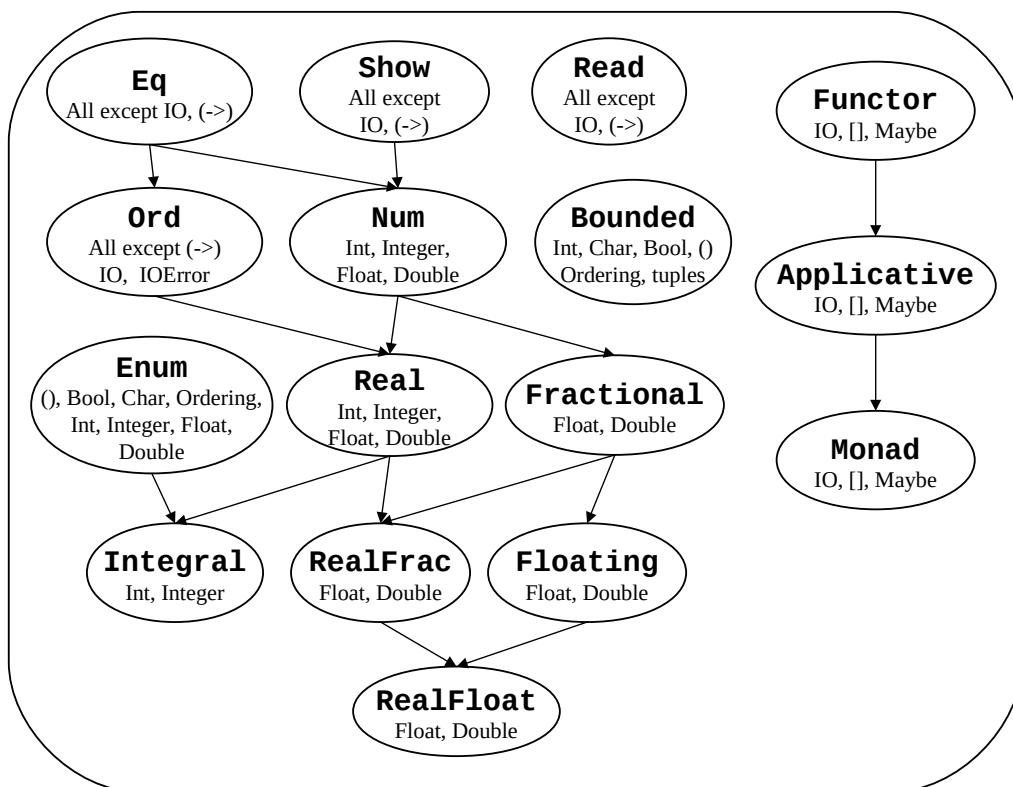 Eq
All except IO, (->)
Show
All except
IO, (->)
Read
All except
IO, (->)
Functor
IO, [], Maybe
Ord
All except (->)
IO, IOError
Num
Int, Integer,
Float, Double
Bounded
Int, Char, Bool, ()
Ordering, tuples
Applicative
IO, [], Maybe
Enum
(), Bool, Char, Ordering,
Int, Integer, Float,
Double
Real
Int, Integer,
Float, Double
Fractional
Float, Double
Monad
IO, [], Maybe
Integral
Int, Integer
RealFrac
Float, Double
Floating
Float, Double
RealFloat
Float, Double